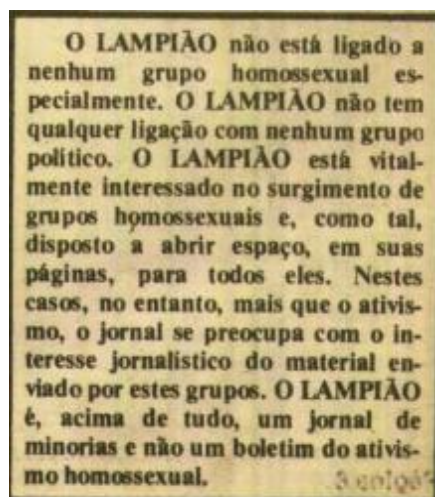 O LAMPIÃO não está ligado a
nenhum grupo homossexual es-
pecialmente. O LAMPIÃO não tem
qualquer ligação com nenhum grupo
político. O LAMPIÃO está vital-
mente interessado no surgimento de
grupos homossexuais e, como tal,
disposto a abrir espaço, em suas
páginas, para todos eles. Nestes
casos, no entanto, mais que o ativis-
mo, o jornal se preocupa com o in-
teresse jornalístico do material en-
viado por estes grupos. O LAMPIÃO
é, acima de tudo, um jornal de
minorias e não um boletim do ativis-
mo homossexual.